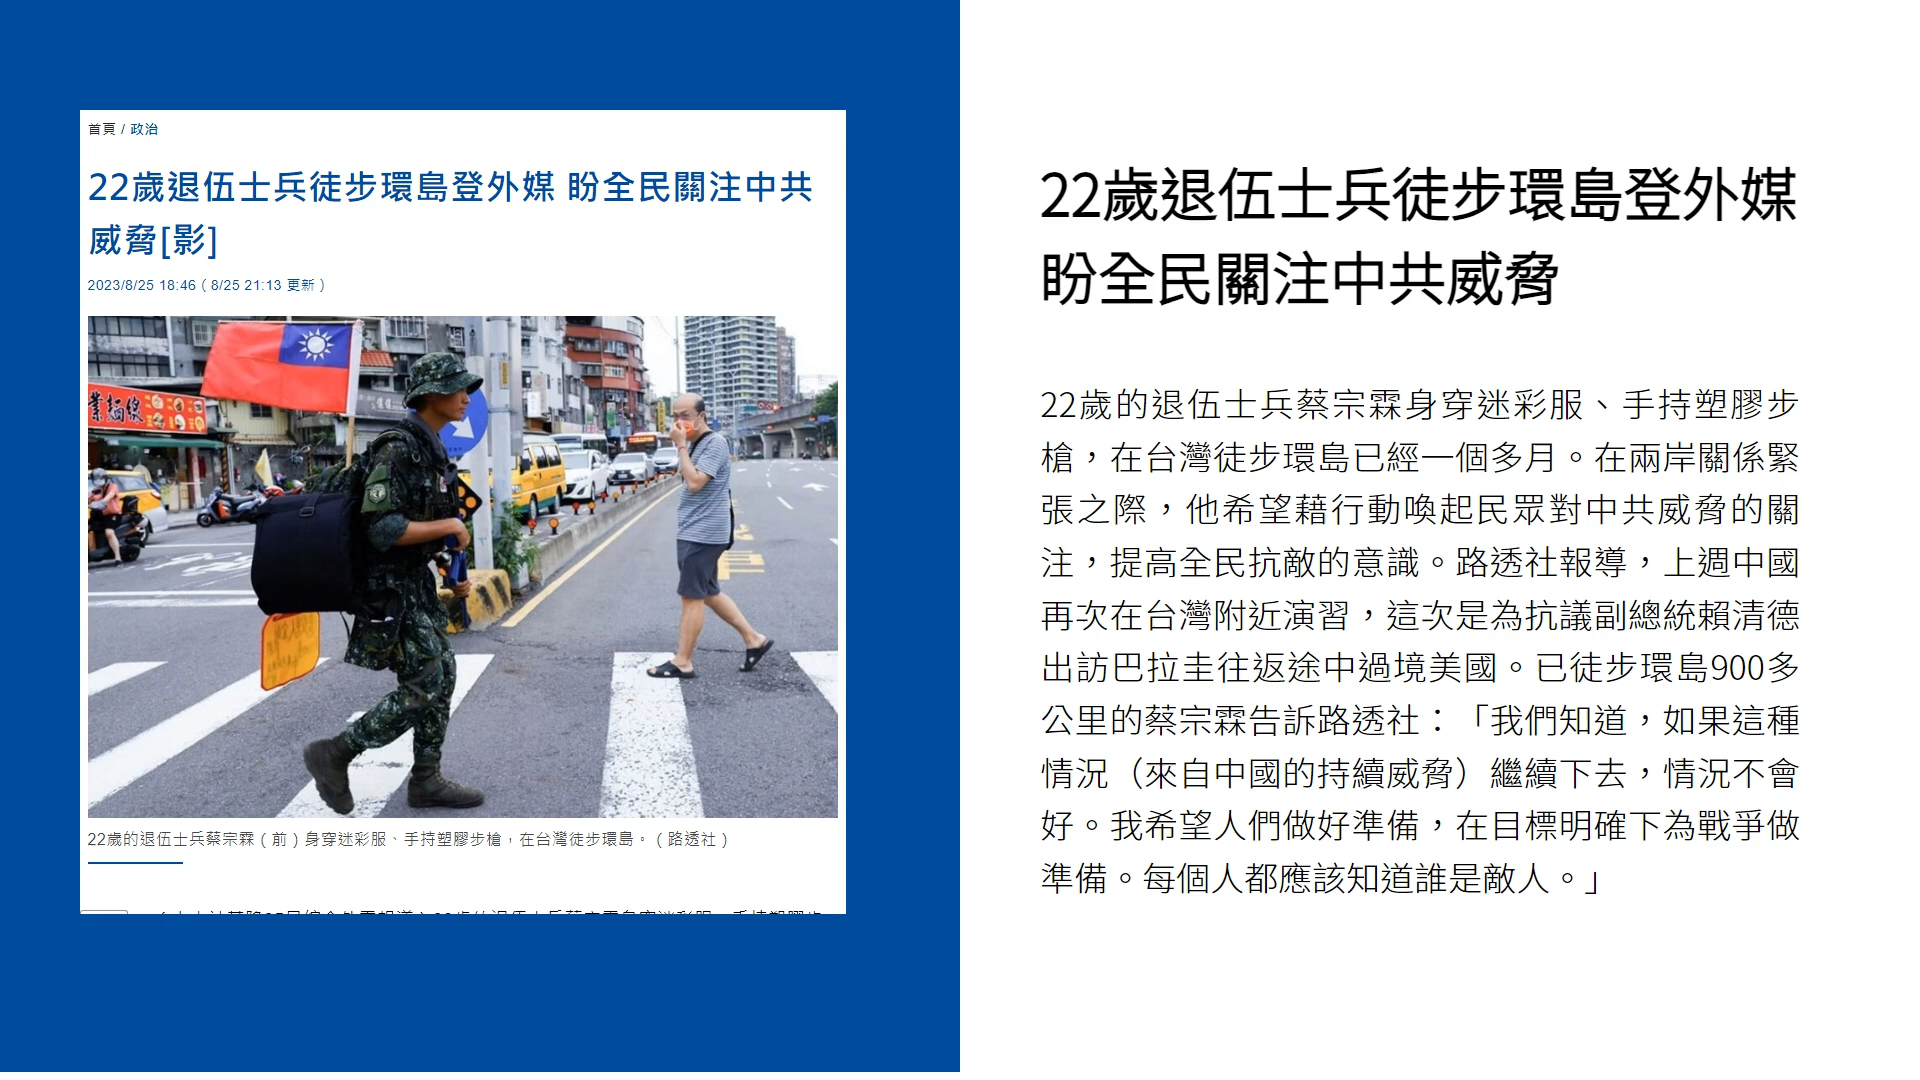 首頁 / 政治
22歲退伍士兵徒步環島登外媒 盼全民關注中共
威脅[影]
2023/8/25 18:46（8/25 21:13 更新）
業麵線
22歲的退伍士兵蔡宗霖（前）身穿迷彩服、手持塑膠步槍，在台灣徒步環島。（路透社）
22歲退伍士兵徒步環島登外媒
盼全民關注中共威脅
22歲的退伍士兵蔡宗霖身穿迷彩服、手持塑膠步
槍，在台灣徒步環島已經一個多月。在兩岸關係緊
張之際，他希望藉行動喚起民眾對中共威脅的關
注，提高全民抗敵的意識。路透社報導，上週中國
再次在台灣附近演習，這次是為抗議副總統賴清德
出訪巴拉圭往返途中過境美國。已徒步環島900多
公里的蔡宗霖告訴路透社：「我們知道，如果這種
情況（來自中國的持續威脅）繼續下去，情況不會
好。我希望人們做好準備，在目標明確下為戰爭做
準備。每個人都應該知道誰是敵人。」